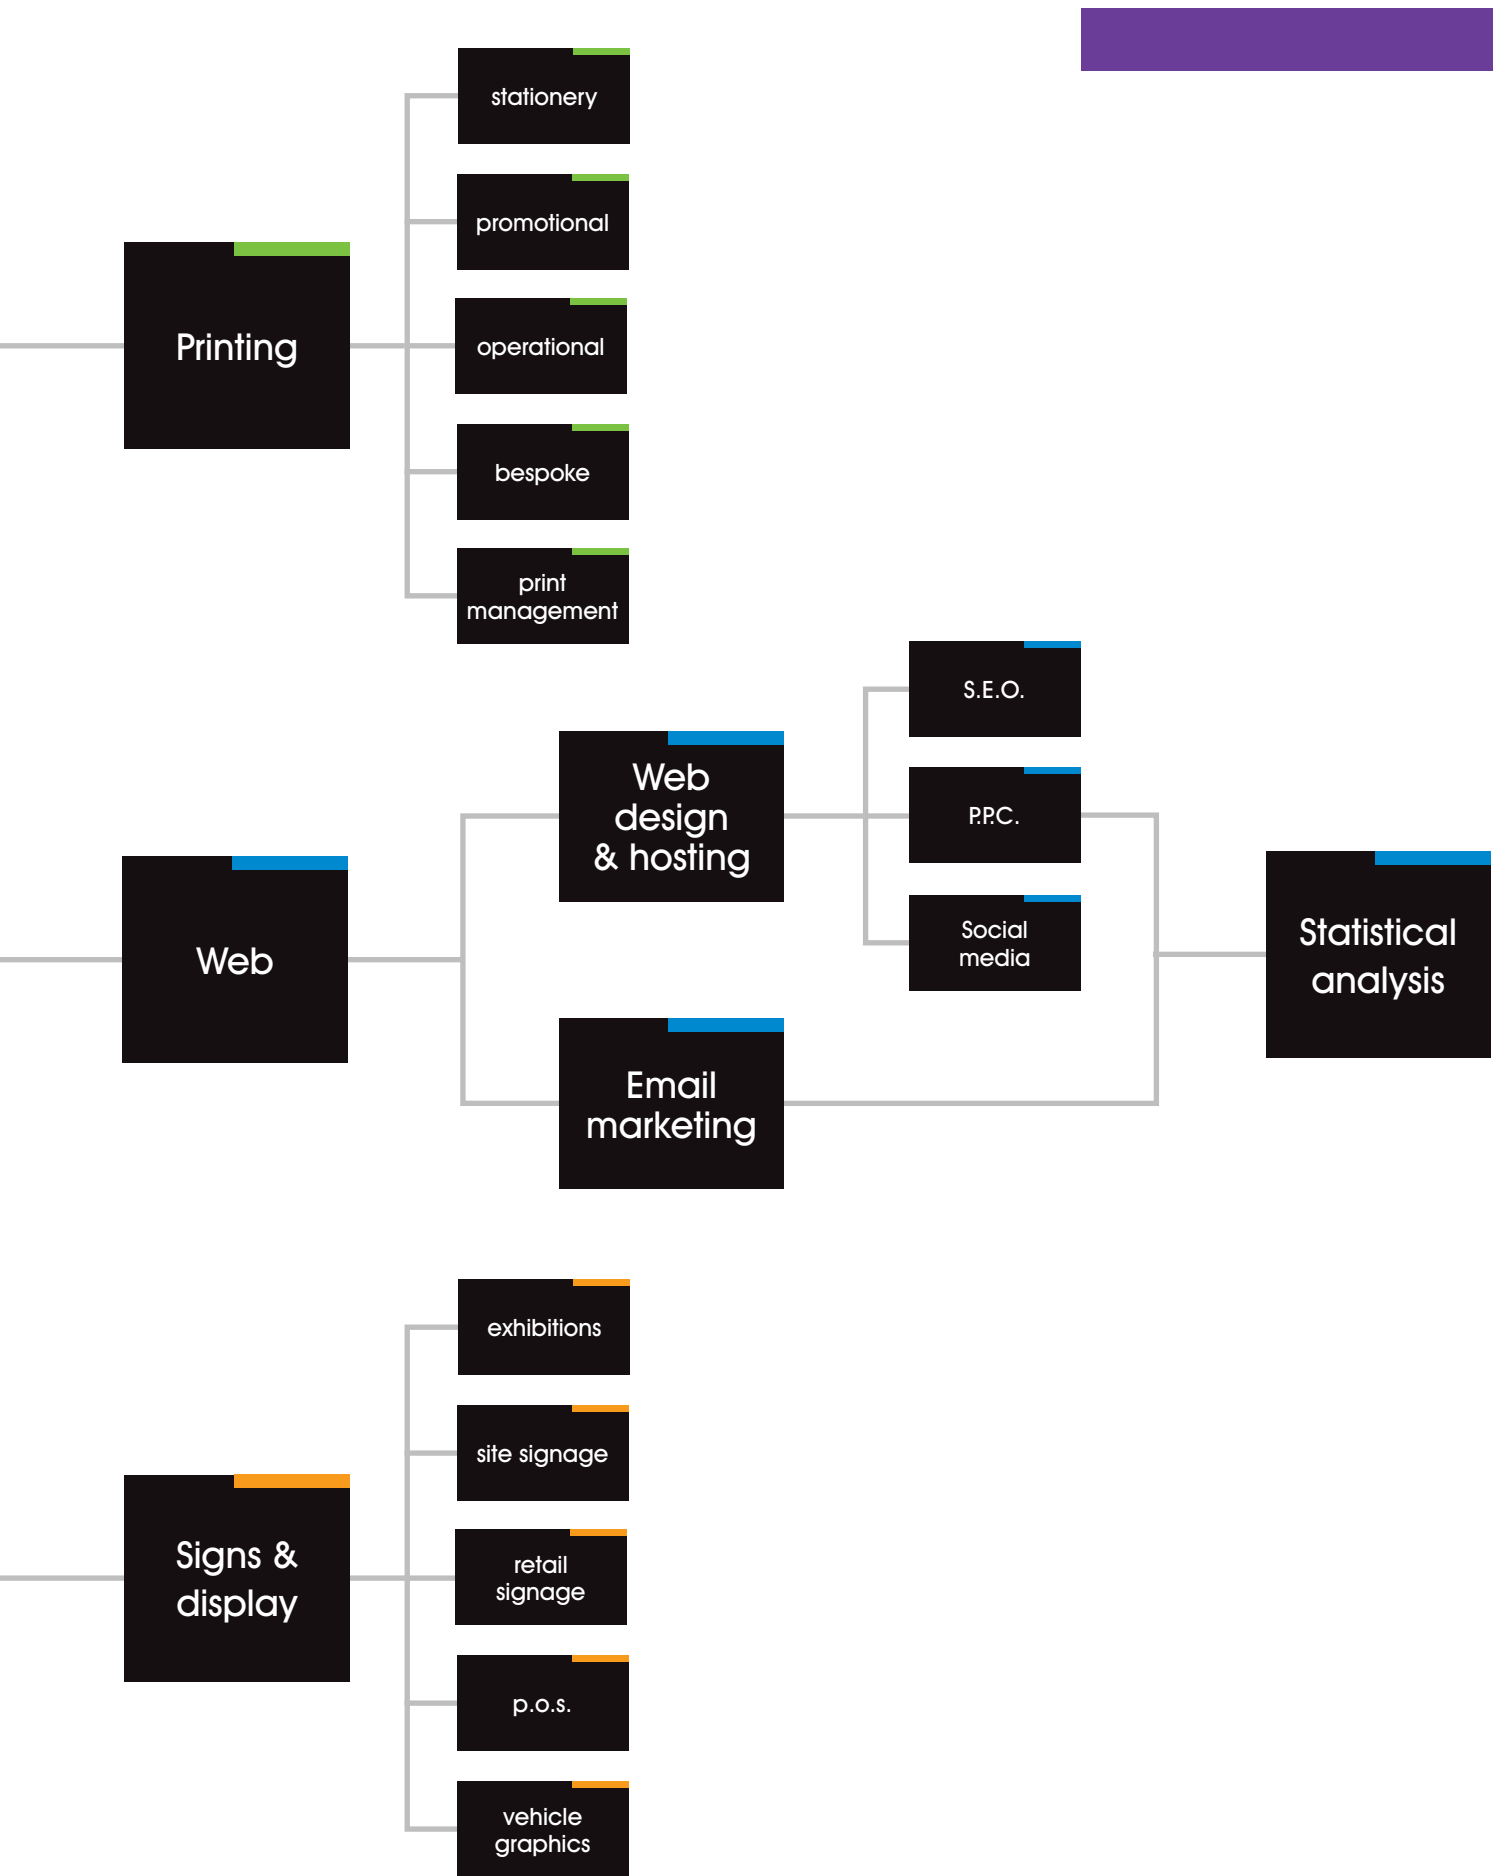 stationery
promotional
Printing
operational
bespoke
print
management
S.E.O.
Web
design
& hosting
P.P.C.
Social
media
Web
Statistical
analysis
Email
marketing
exhibitions
site signage
Signs &
display
retail
signage
p.o.s.
vehicle
graphics